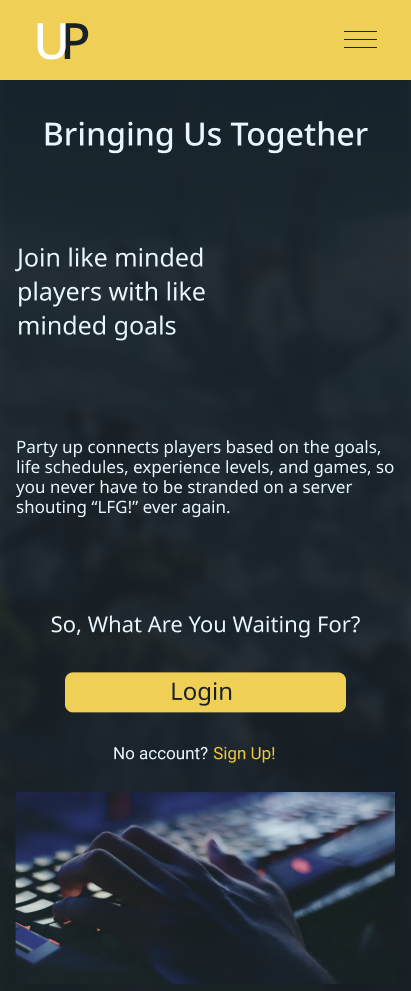 UP
Bringing Us Together
Join like minded
players with like
minded goals
Party up connects players based on the goals,
life schedules, experience levels, and games, so
you never have to be stranded on a server
shouting “LFG!” ever again.
So, What Are You Waiting For?
Login
No account? Sign Up!